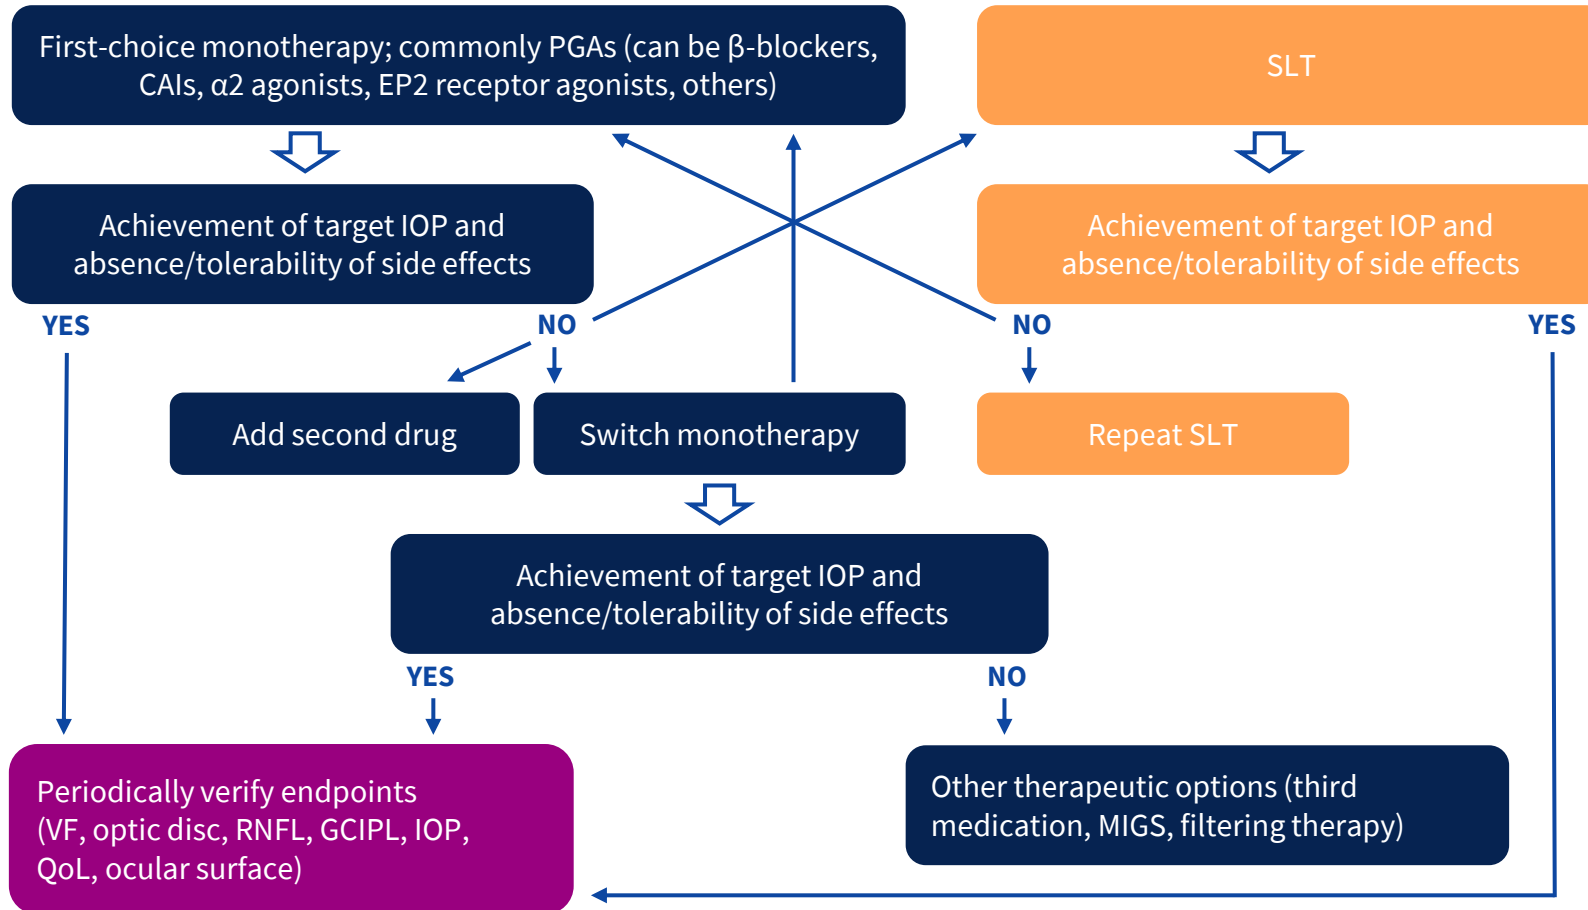 First-choice monotherapy; commonly PGAs (can be β-blockers,
CAIs, α2 agonists, EP2 receptor agonists, others)
SLT
Achievement of target IOP and
absence/tolerability of side effects
Achievement of target IOP and
absence/tolerability of side effects
YES
NO
NO
YES
Add second drug
Switch monotherapy
Repeat SLT
Achievement of target IOP and
absence/tolerability of side effects
YES
NO
Periodically verify endpoints
(VF, optic disc, RNFL, GCIPL, IOP,
QoL, ocular surface)
Other therapeutic options (third
medication, MIGS, filtering therapy)